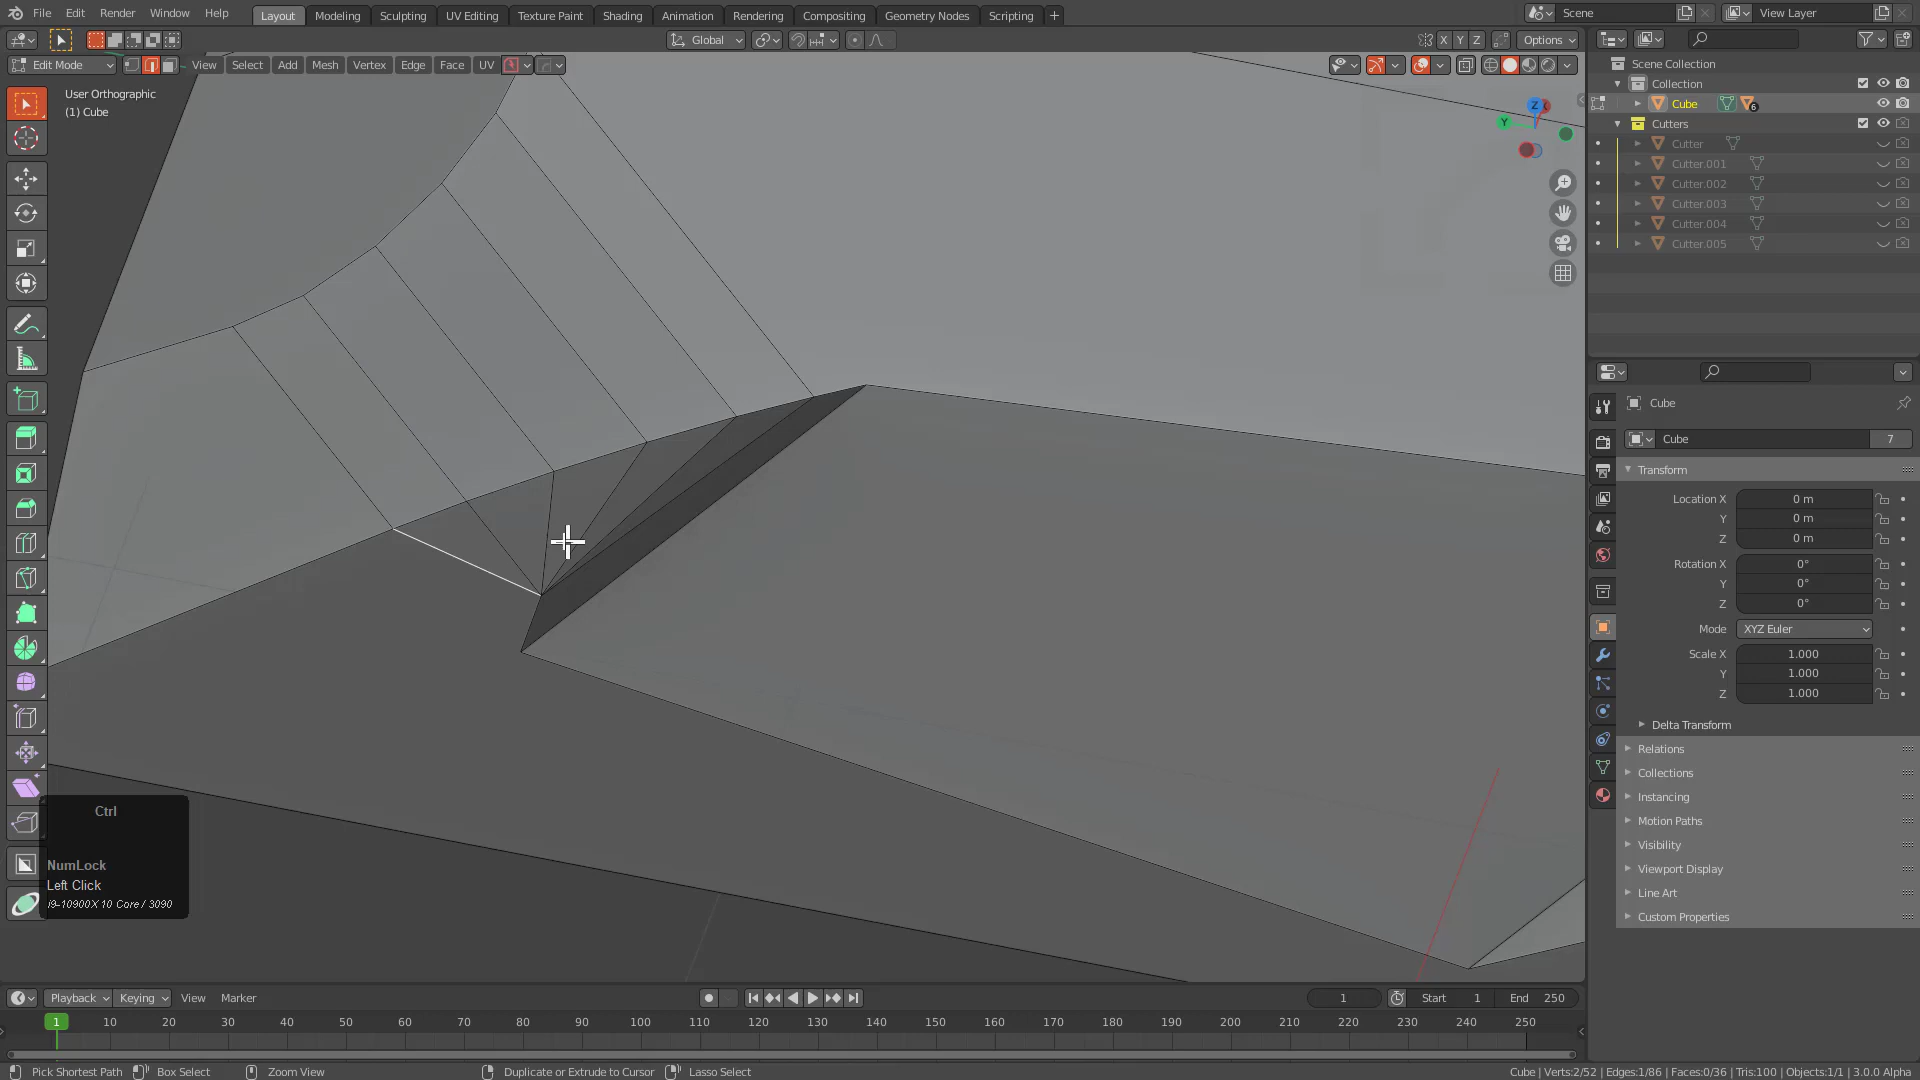 File Edit Render Window Help Layout Modeling Sculpting UV Editing Texture Paint Shading Animation Rendering Compositing Geometry Nodes Scripting + Scene View Layer
Global X Y Z Options
Edit Mode View Select Add Mesh Vertex Edge Face UV
User Orthographic
(1) Cube
Z
Y
Scene Collection
Collection
Cube 6
Cutters
Cutter
Cutter.001
Cutter.002
Cutter.003
Cutter.004
Cutter.005
Cube
Cube 7
Transform
Location X 0 m
Y 0 m
Z 0 m
Rotation X 0°
Y 0°
Z 0°
Mode XYZ Euler
Scale X 1.000
Y 1.000
Z 1.000
Delta Transform
Relations
Collections
Instancing
Motion Paths
Visibility
Viewport Display
Line Art
Custom Properties
Ctrl
NumLock
Left Click
i9-10900X 10 Core / 3090
Playback Keying View Marker 1 Start 1 End 250
1 10 20 30 40 50 60 70 80 90 100 110 120 130 140 150 160 170 180 190 200 210 220 230 240 250
Pick Shortest Path Box Select Zoom View Duplicate or Extrude to Cursor Lasso Select Cube | Verts:2/52 | Edges:1/86 | Faces:0/36 | Tris:100 | Objects:1/1 | 3.0.0 Alpha